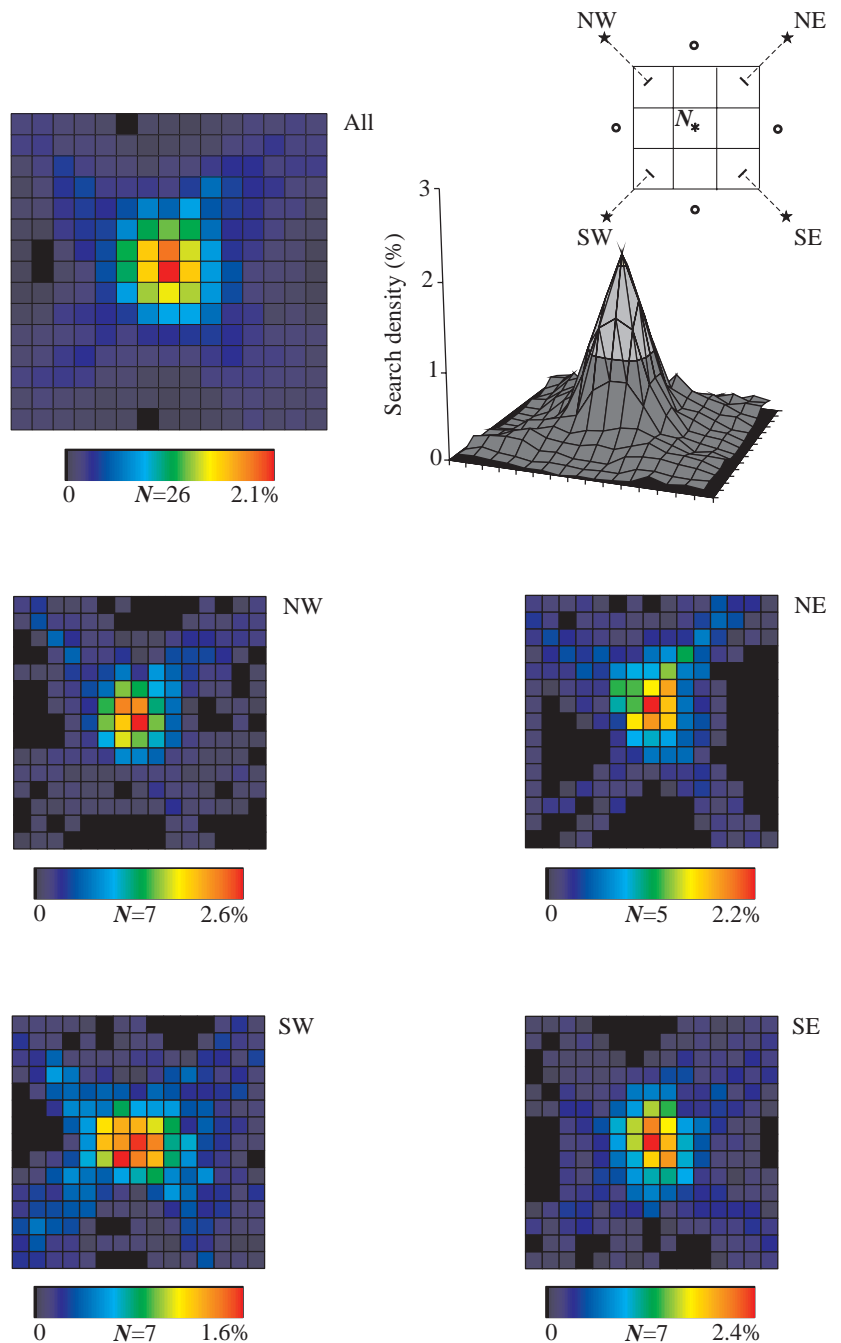 NW NE
All
N
SW SE
3
2
1
0
Search density (%)
0 N=26 2.1%
NW
NE
0 N=7 2.6%
0 N=5 2.2%
SW
SE
0 N=7 1.6%
0 N=7 2.4%